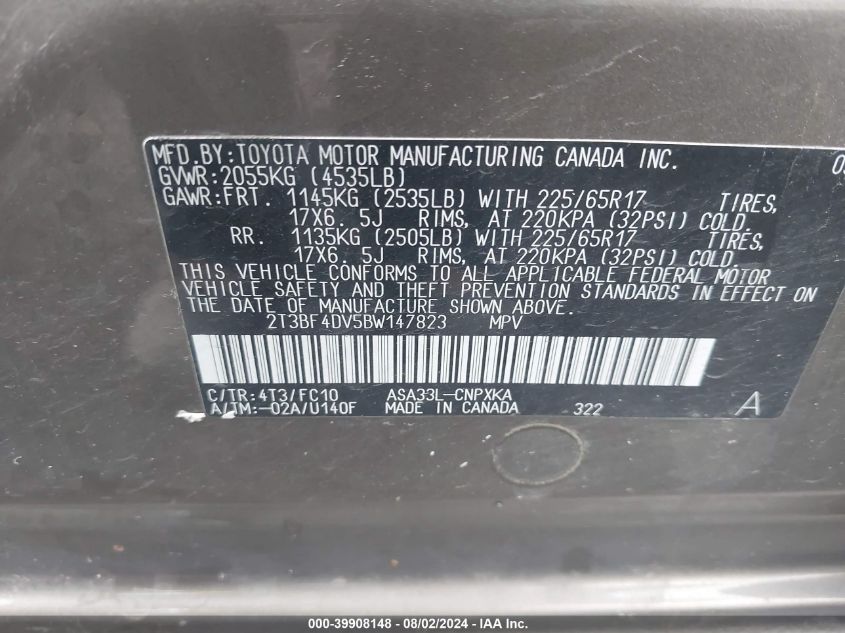 MFD.BY:TOYOTA MOTOR MANUFACTURING CANADA INC.
GVWR:2055KG (4535LB)
GAWR:FRT. 1145KG (2535LB) WITH 225/65R17 TIRES,
17X6.5J RIMS, AT 220KPA (32PSI) COLD
RR. 1135KG (2505LB) WITH 225/65R17 TIRES,
17X6.5J RIMS, AT 220KPA (32PSI) COLD
THIS VEHICLE CONFORMS TO ALL APPLICABLE FEDERAL MOTOR
VEHICLE SAFETY AND THEFT PREVENTION STANDARDS IN EFFECT ON
THE DATE OF MANUFACTURE SHOWN ABOVE.
2T3BF4DV5BW147823 MPV
C/TR:4T3/FC10 ASA33L-CNPXKA
A/TM:-02A/U140F MADE IN CANADA 322 A
000-39908148 - 08/02/2024 - IAA Inc.